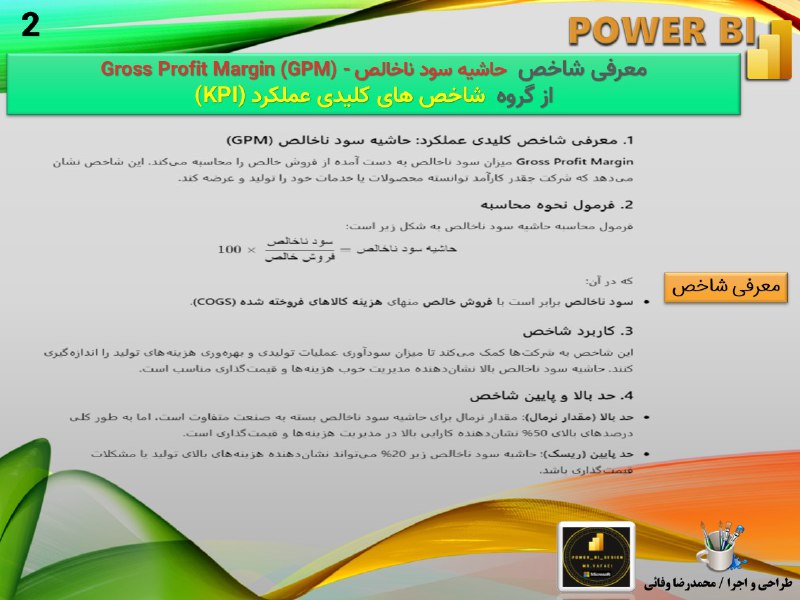 2
POWER BI
معرفی شاخص حاشیه سود ناخالص - Gross Profit Margin (GPM)
از گروه شاخص های کلیدی عملکرد (KPI)
1. معرفی شاخص کلیدی عملکرد: حاشیه سود ناخالص (GPM)
Gross Profit Margin میزان سود ناخالص به دست آمده از فروش خالص را محاسبه می‌کند. این شاخص نشان
می‌دهد که شرکت چقدر کارآمد توانسته محصولات یا خدمات خود را تولید و عرضه کند.
2. فرمول نحوه محاسبه
فرمول محاسبه حاشیه سود ناخالص به شکل زیر است:
حاشیه سود ناخالص = سود ناخالص / فروش خالص × 100
که در آن:
• سود ناخالص برابر است با فروش خالص منهای هزینه کالاهای فروخته شده (COGS).
معرفی شاخص
3. کاربرد شاخص
این شاخص به شرکت‌ها کمک می‌کند تا میزان سودآوری عملیات تولیدی و بهره‌وری هزینه‌های تولید را اندازه‌گیری
کنند. حاشیه سود ناخالص بالا نشان‌دهنده مدیریت خوب هزینه‌ها و قیمت‌گذاری مناسب است.
4. حد بالا و پایین شاخص
• حد بالا (مقدار نرمال): مقدار نرمال برای حاشیه سود ناخالص بسته به صنعت متفاوت است، اما به طور کلی
درصدهای بالای 50% نشان‌دهنده کارایی بالا در مدیریت هزینه‌ها و قیمت‌گذاری است.
• حد پایین (ریسک): حاشیه سود ناخالص زیر 20% می‌تواند نشان‌دهنده هزینه‌های بالای تولید یا مشکلات
قیمت‌گذاری باشد.
POWER_BI_DESIGN
MR.VAFAEI
Microsoft
طراحی و اجرا / محمدرضا وفائی